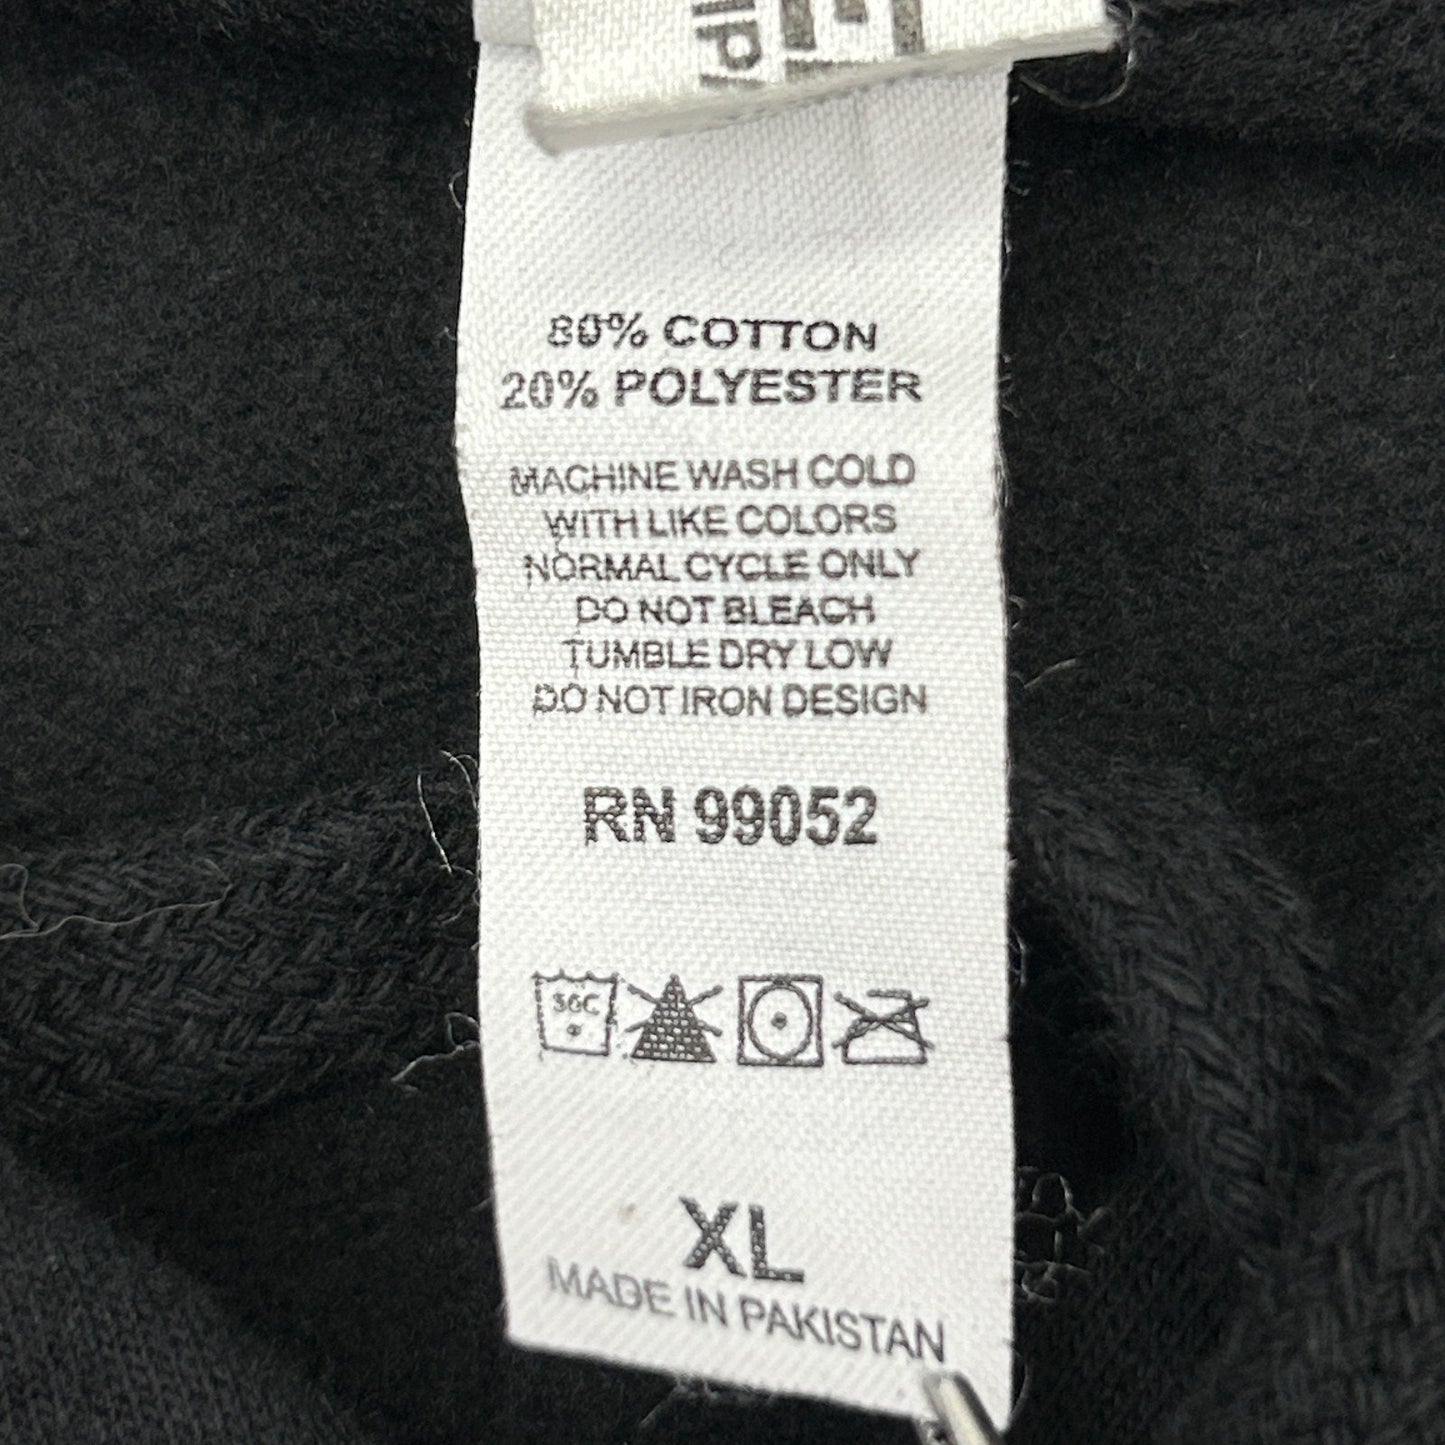 80% COTTON
20% POLYESTER
MACHINE WASH COLD
WITH LIKE COLORS
NORMAL CYCLE ONLY
DO NOT BLEACH
TUMBLE DRY LOW
DO NOT IRON DESIGN
RN 99052
XL
MADE IN PAKISTAN